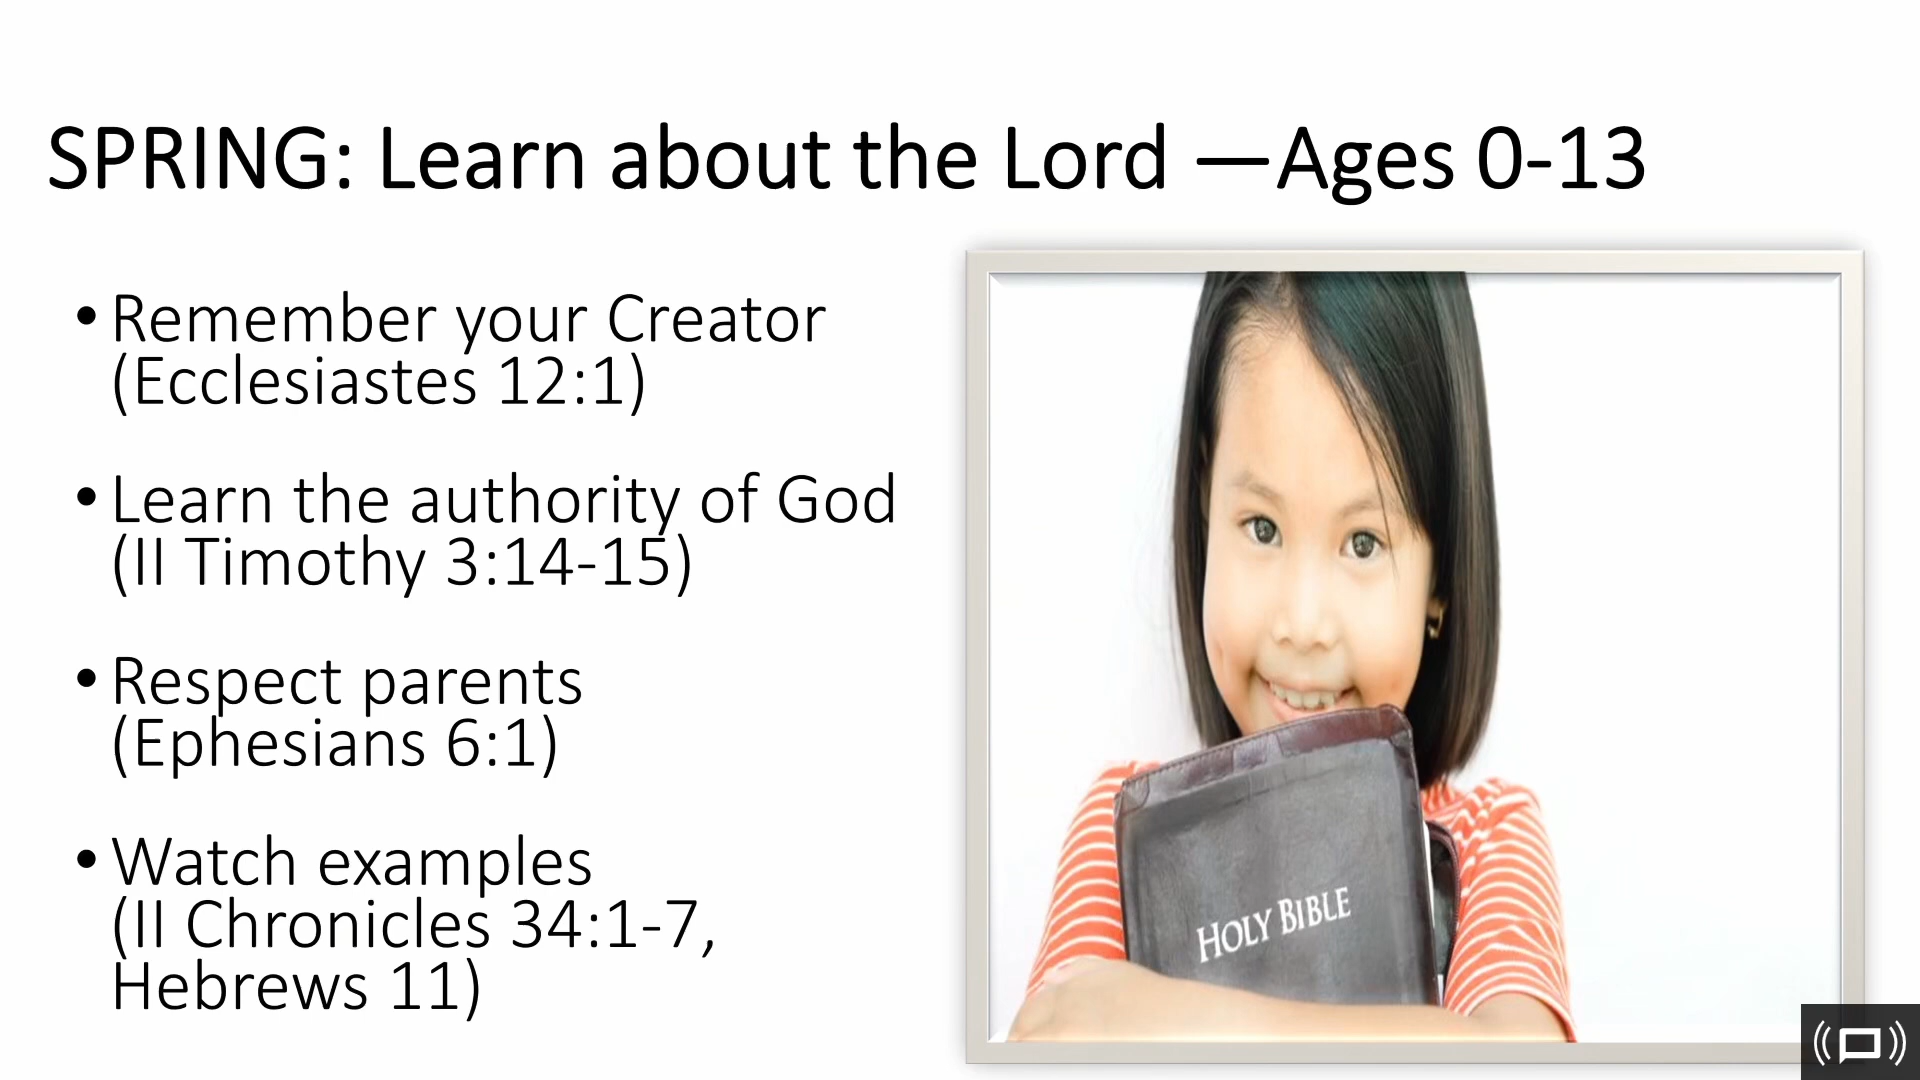 SPRING: Learn about the Lord —Ages 0-13
• Remember your Creator
(Ecclesiastes 12:1)
• Learn the authority of God
(II Timothy 3:14-15)
• Respect parents
(Ephesians 6:1)
• Watch examples
(II Chronicles 34:1-7,
Hebrews 11)
HOLY BIBLE